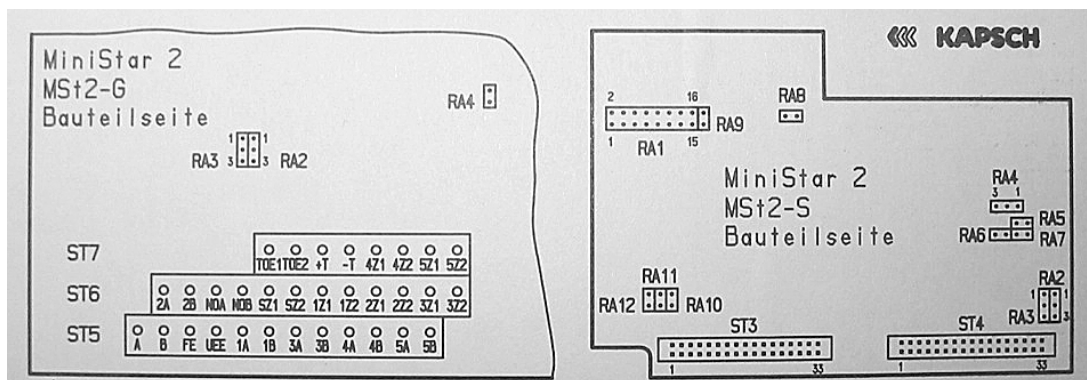 MiniStar 2
MSt2-G
Bauteilseite
RA4
1 1
RA3 3 3 RA2
ST7
TOE1 TOE2 +T -T 4Z1 4Z2 5Z1 5Z2
ST6
2A 2B NOA NOB SZ1 SZ2 1Z1 1Z2 2Z1 2Z2 3Z1 3Z2
ST5
A B FE UEE 1A 1B 3A 3B 4A 4B 5A 5B
KAPSCH
2 16
RA9
1 15
RA1
RA8
MiniStar 2
MSt2-S
Bauteilseite
RA4
3 1
RA5
RA6 RA7
RA11
RA12 RA10
RA2
1 1
RA3 3
ST3
1 33
ST4
1 33